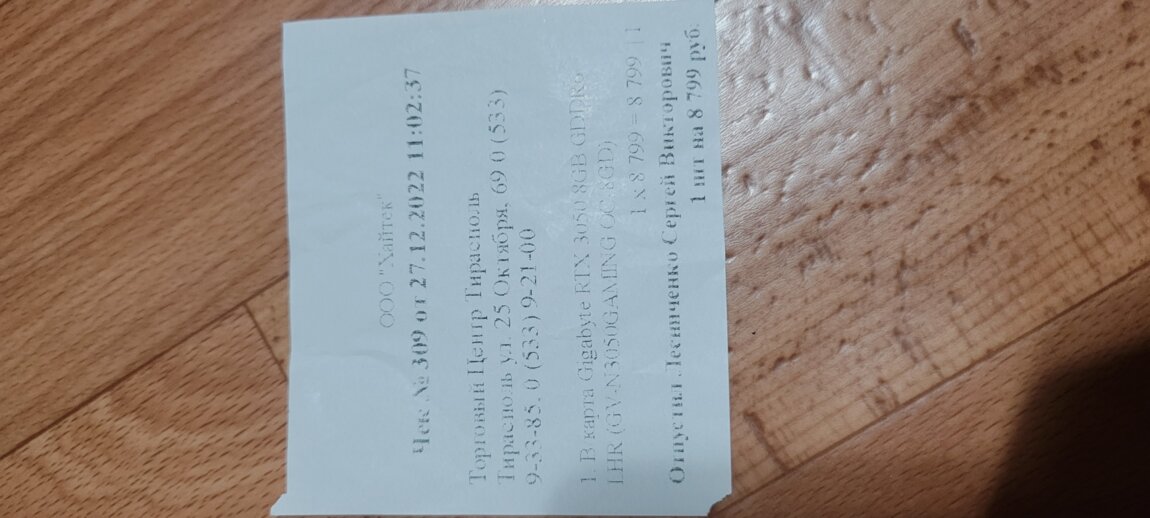 ООО "Хайтек"
Чек № 309 от 27.12.2022 11:02:37
Торговый Центр Тирасполь
Тирасполь ул. 25 Октября, 69 0 (533)
9-33-85, 0 (533) 9-21-00
1. В карта Gigabyte RTX 3050 8GB GDDR6
LHR (GV-N3050GAMING OC-8GD)
1 x 8 799 = 8 799
Отпустил Лесниченко Сергей Викторович
1 шт на 8 799 руб.